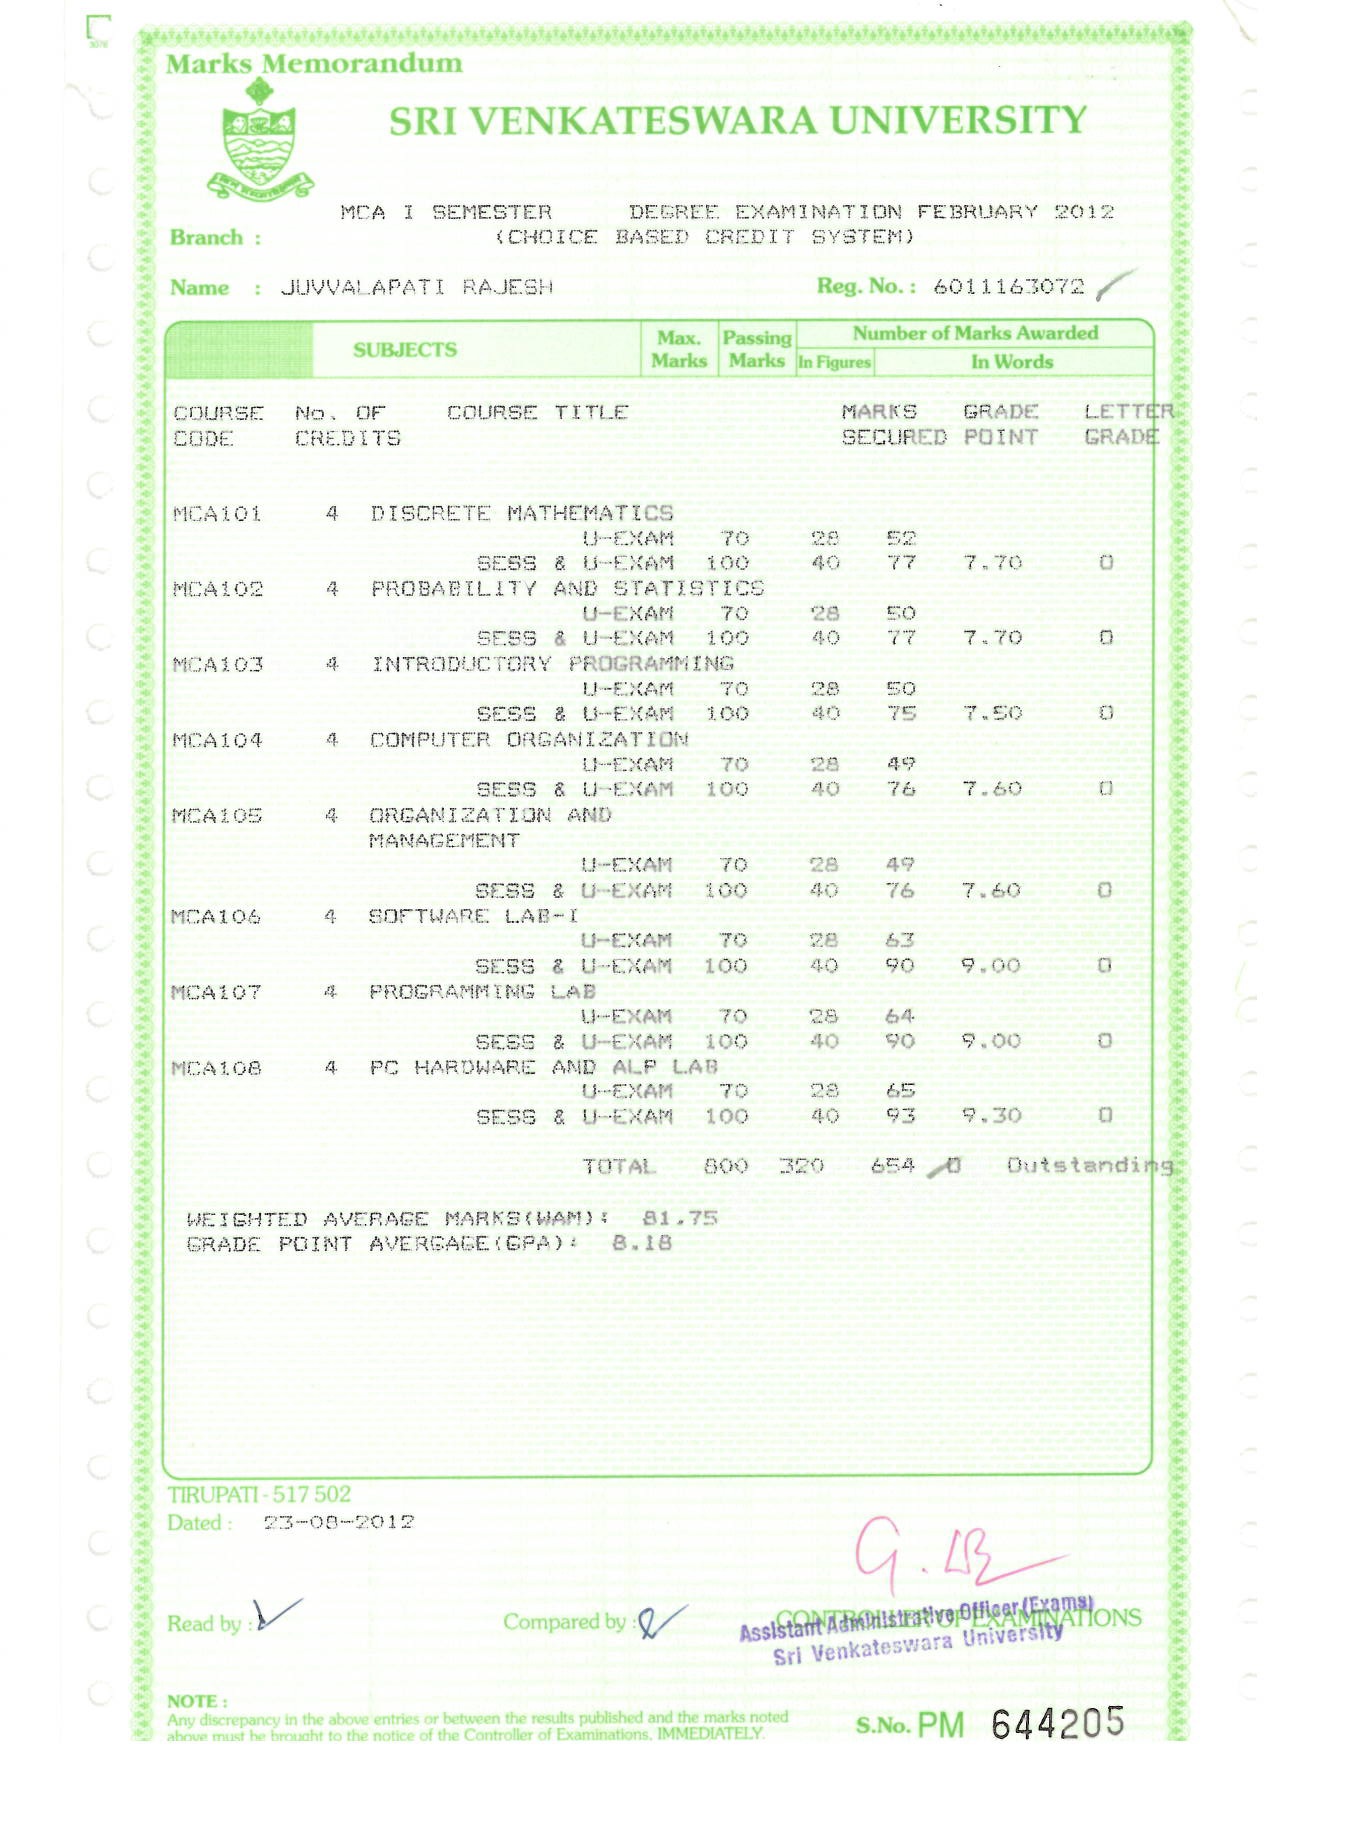 Marks Memorandum
SRI VENKATESWARA UNIVERSITY
MCA I SEMESTER DEGREE EXAMINATION FEBRUARY 2012
Branch : (CHOICE BASED CREDIT SYSTEM)
Name : JUVVALAPATI RAJESH Reg. No. : 6011163072
SUBJECTS Max. Marks Passing Marks Number of Marks Awarded
In Figures In Words
COURSE No. OF COURSE TITLE MARKS GRADE LETTER
CODE CREDITS SECURED POINT GRADE
MCA101 4 DISCRETE MATHEMATICS
U-EXAM 70 28 52
SESS & U-EXAM 100 40 77 7.70 O
MCA102 4 PROBABILITY AND STATISTICS
U-EXAM 70 28 50
SESS & U-EXAM 100 40 77 7.70 O
MCA103 4 INTRODUCTORY PROGRAMMING
U-EXAM 70 28 50
SESS & U-EXAM 100 40 75 7.50 O
MCA104 4 COMPUTER ORGANIZATION
U-EXAM 70 28 49
SESS & U-EXAM 100 40 76 7.60 O
MCA105 4 ORGANIZATION AND
MANAGEMENT
U-EXAM 70 28 49
SESS & U-EXAM 100 40 76 7.60 O
MCA106 4 SOFTWARE LAB-I
U-EXAM 70 28 63
SESS & U-EXAM 100 40 90 9.00 O
MCA107 4 PROGRAMMING LAB
U-EXAM 70 28 64
SESS & U-EXAM 100 40 90 9.00 O
MCA108 4 PC HARDWARE AND ALP LAB
U-EXAM 70 28 65
SESS & U-EXAM 100 40 93 9.30 O
TOTAL 800 320 654 O Outstanding
WEIGHTED AVERAGE MARKS(WAM): 81.75
GRADE POINT AVERGAGE(GPA): 8.18
TIRUPATI - 517 502
Dated : 23-08-2012
Read by : Compared by : CONTROLLER OF EXAMINATIONS
Assistant Administrative Officer (Exams)
Sri Venkateswara University
NOTE :
Any discrepancy in the above entries or between the results published and the marks noted
above must be brought to the notice of the Controller of Examinations, IMMEDIATELY.
S.No. PM 644205